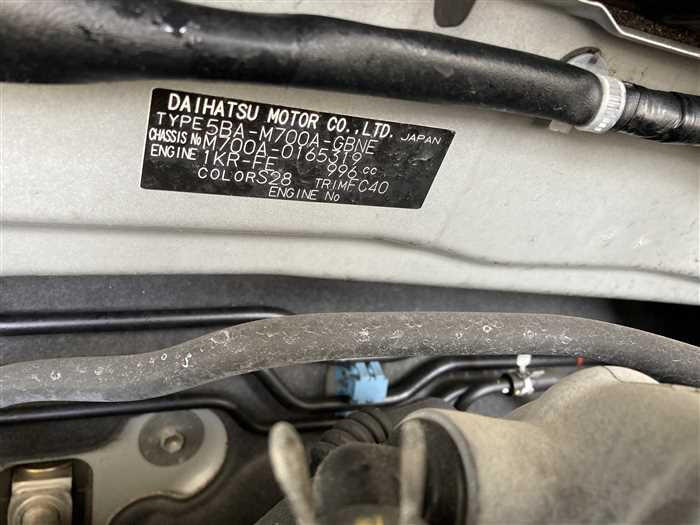 DAIHATSU MOTOR CO.,LTD. JAPAN
TYPE 5BA-M700A-GBNE
CHASSIS No M700A-0165319
ENGINE 1KR-FE 996 cc
COLOR S28 TRIM FC40
ENGINE No